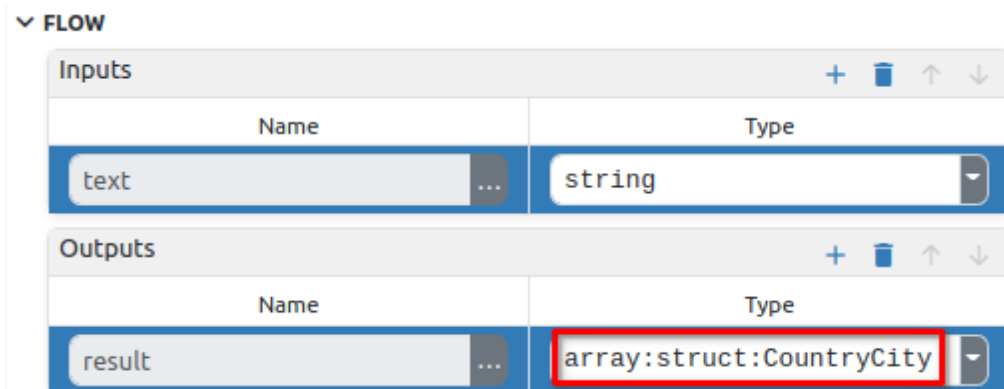 FLOW
Inputs
Name Type
text ... string
Outputs
Name Type
result ... array:struct:CountryCity